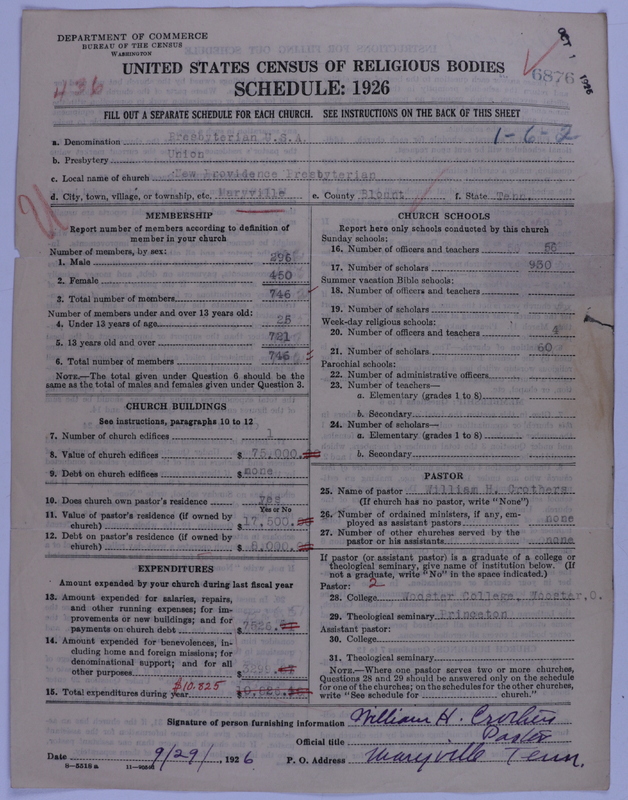 DEPARTMENT OF COMMERCE
BUREAU OF THE CENSUS
WASHINGTON
OCT 1 1926
UNITED STATES CENSUS OF RELIGIOUS BODIES
6876
436
SCHEDULE: 1926
FILL OUT A SEPARATE SCHEDULE FOR EACH CHURCH. SEE INSTRUCTIONS ON THE BACK OF THIS SHEET
1-6-2
a. Denomination Presbyterian U.S.A.
b. Presbytery Union
c. Local name of church New Providence Presbyterian
d. City, town, village, or township, etc. Maryville e. County Blount f. State Tenn.
MEMBERSHIP
Report number of members according to definition of
member in your church
Number of members, by sex:
1. Male 296
2. Female 450
3. Total number of members 746
Number of members under and over 13 years old:
4. Under 13 years of age 25
5. 13 years old and over 721
6. Total number of members 746
NOTE.—The total given under Question 6 should be the
same as the total of males and females given under Question 3.
CHURCH BUILDINGS
See instructions, paragraphs 10 to 12
7. Number of church edifices 1
8. Value of church edifices $ 75,000.
9. Debt on church edifices $ none
10. Does church own pastor's residence Yes
Yes or No
11. Value of pastor's residence (if owned by
church) $ 17,500.
12. Debt on pastor's residence (if owned by
church) $
EXPENDITURES
Amount expended by your church during last fiscal year
13. Amount expended for salaries, repairs,
and other running expenses; for im-
provements or new buildings; and for
payments on church debt $ 7526.
14. Amount expended for benevolences, in-
cluding home and foreign missions; for
denominational support; and for all
other purposes $
15. Total expenditures during year $10.825 $
CHURCH SCHOOLS
Report here only schools conducted by this church
Sunday schools:
16. Number of officers and teachers 56
17. Number of scholars 930
Summer vacation Bible schools:
18. Number of officers and teachers
19. Number of scholars
Week-day religious schools:
20. Number of officers and teachers 4
21. Number of scholars 60
Parochial schools:
22. Number of administrative officers
23. Number of teachers—
a. Elementary (grades 1 to 8)
b. Secondary
24. Number of scholars—
a. Elementary (grades 1 to 8)
b. Secondary
PASTOR
25. Name of pastor William H. Crothers
(If church has no pastor, write "None")
26. Number of ordained ministers, if any, em-
ployed as assistant pastors none
27. Number of other churches served by the
pastor or his assistants none
If pastor (or assistant pastor) is a graduate of a college or
theological seminary, give name of institution below. (If
not a graduate, write "No" in the space indicated.)
Pastor: 2
28. College Wooster College, Wooster, O.
29. Theological seminary Princeton
Assistant pastor:
30. College
31. Theological seminary
NOTE.—Where one pastor serves two or more churches,
Questions 28 and 29 should be answered only on the schedule
for one of the churches; on the schedules for the other churches,
write "See schedule for church."
Signature of person furnishing information William H. Crothers
Official title Pastor
Date 9/29/, 1926 P. O. Address Maryville Tenn.
8-5518a 11-9050